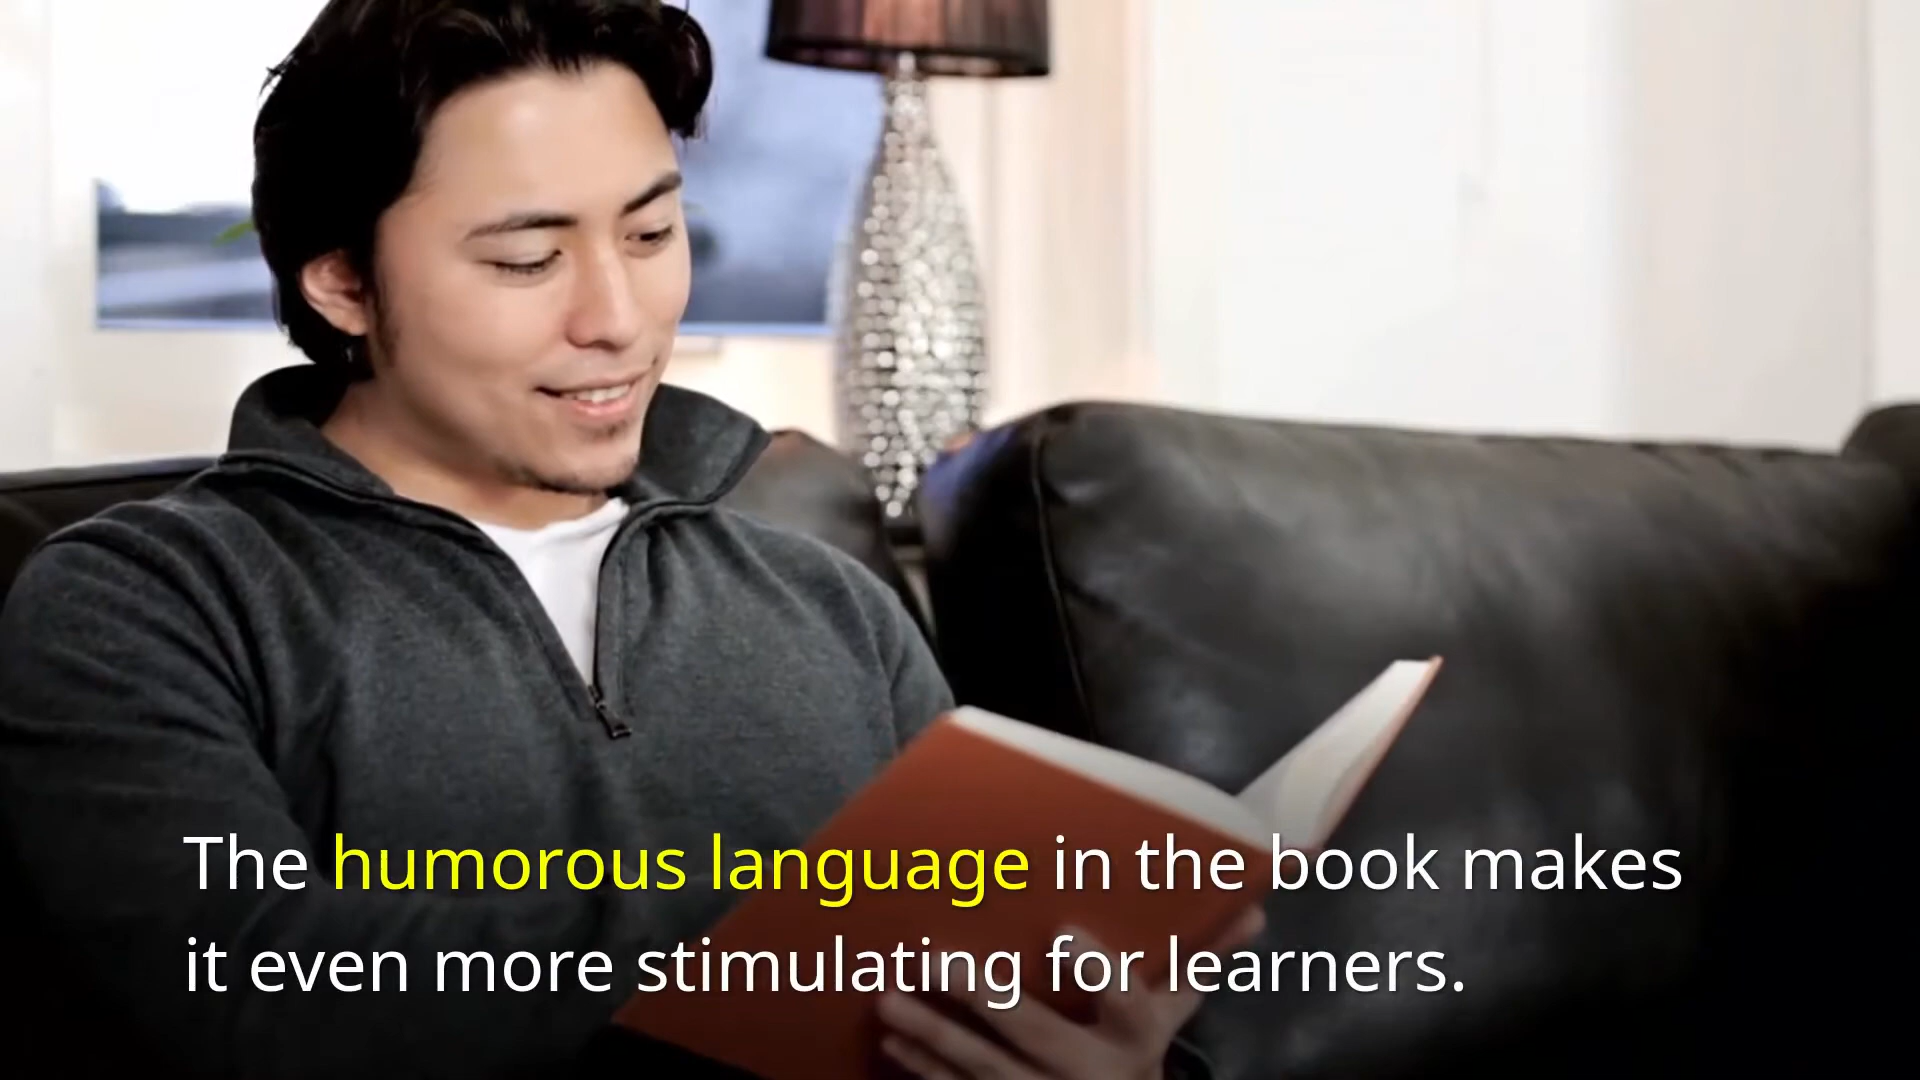 The humorous language in the book makes
it even more stimulating for learners.